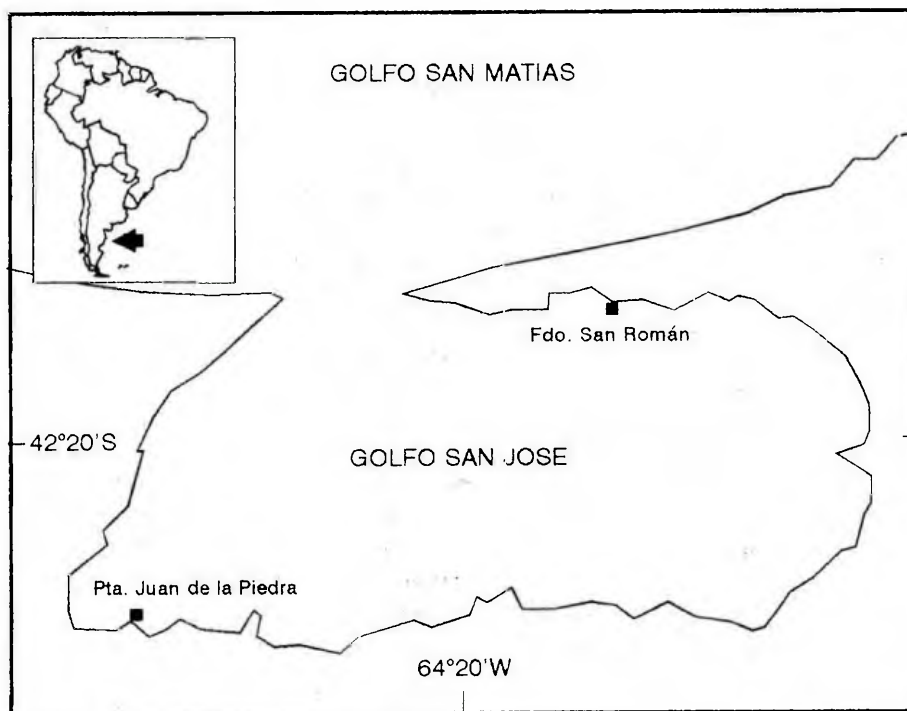 GOLFO SAN MATIAS
Fdo. San Román
42°20'S
GOLFO SAN JOSE
Pta. Juan de la Piedra
64°20'W